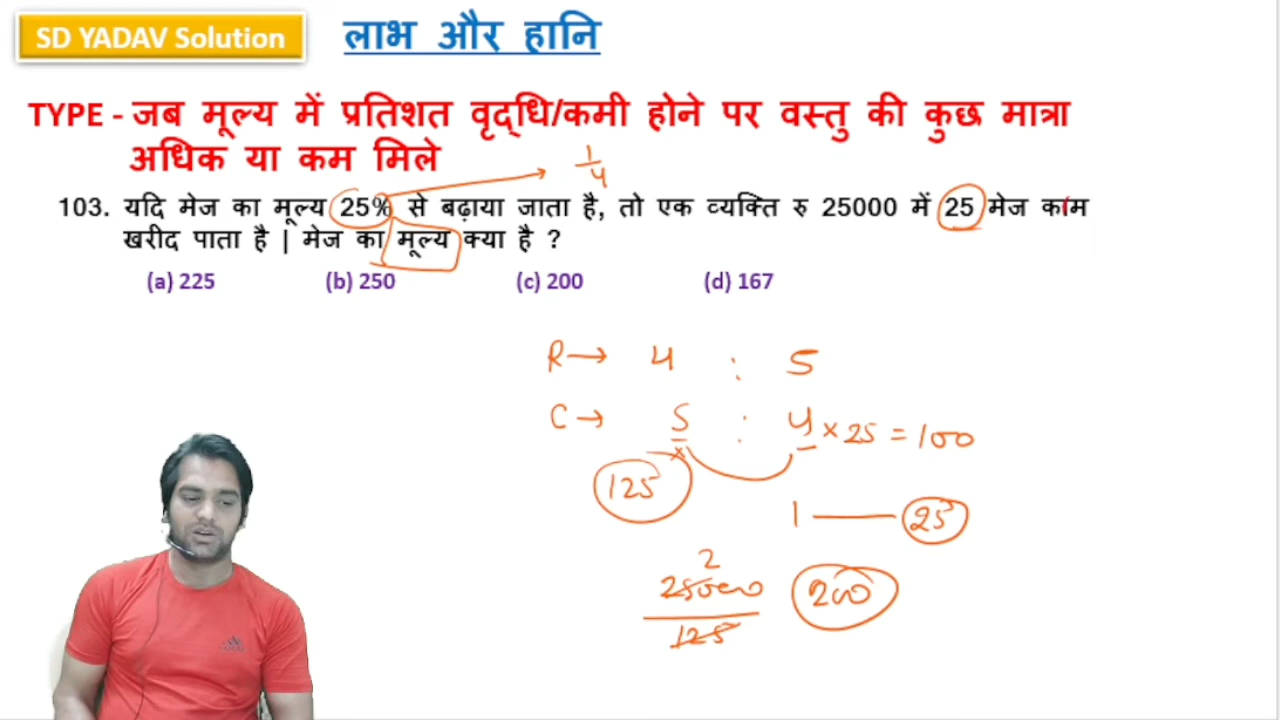 SD YADAV Solution
लाभ और हानि
TYPE - जब मूल्य में प्रतिशत वृद्धि/कमी होने पर वस्तु की कुछ मात्रा
अधिक या कम मिले
1/4
103. यदि मेज का मूल्य 25% से बढ़ाया जाता है, तो एक व्यक्ति रु 25000 में 25 मेज काम
खरीद पाता है | मेज का मूल्य क्या है ?
(a) 225 (b) 250 (c) 200 (d) 167
R → 4 : 5
C → 5 : 4 × 25 = 100
125
1 — 25
2
25000 200
125